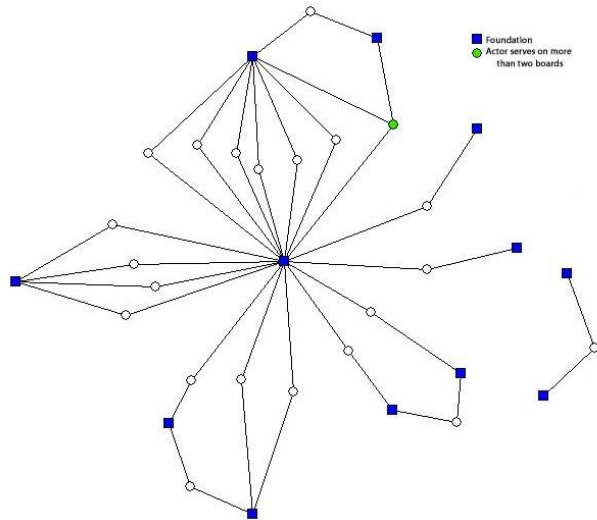 Foundation
Actor serves on more
than two boards